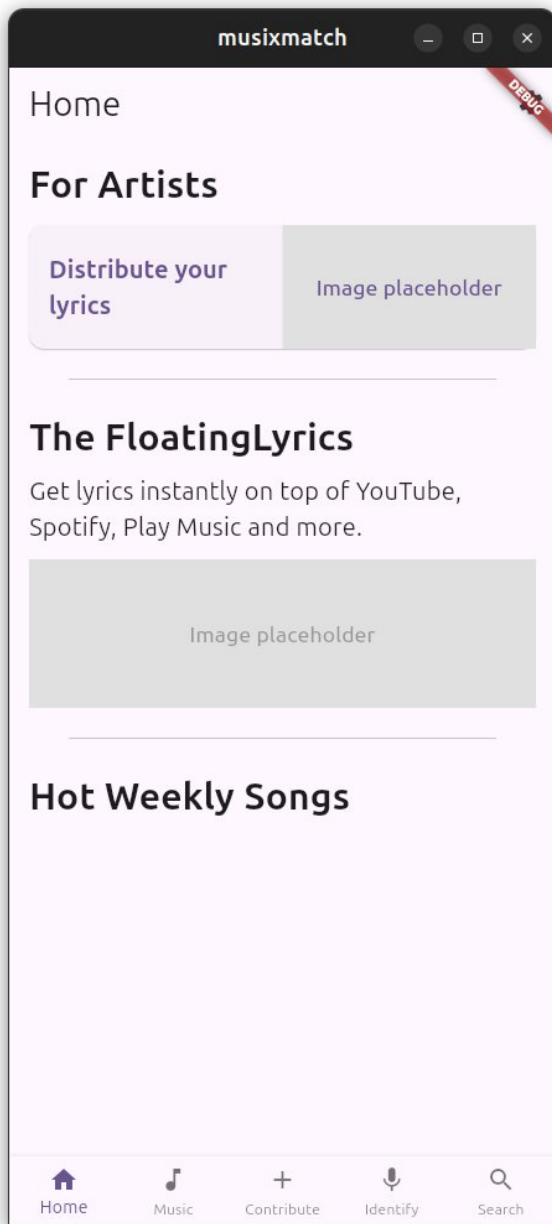 musixmatch
Home
DEBUG
For Artists
Distribute your
lyrics
Image placeholder
The FloatingLyrics
Get lyrics instantly on top of YouTube,
Spotify, Play Music and more.
Image placeholder
Hot Weekly Songs
Home
Music
Contribute
Identify
Search